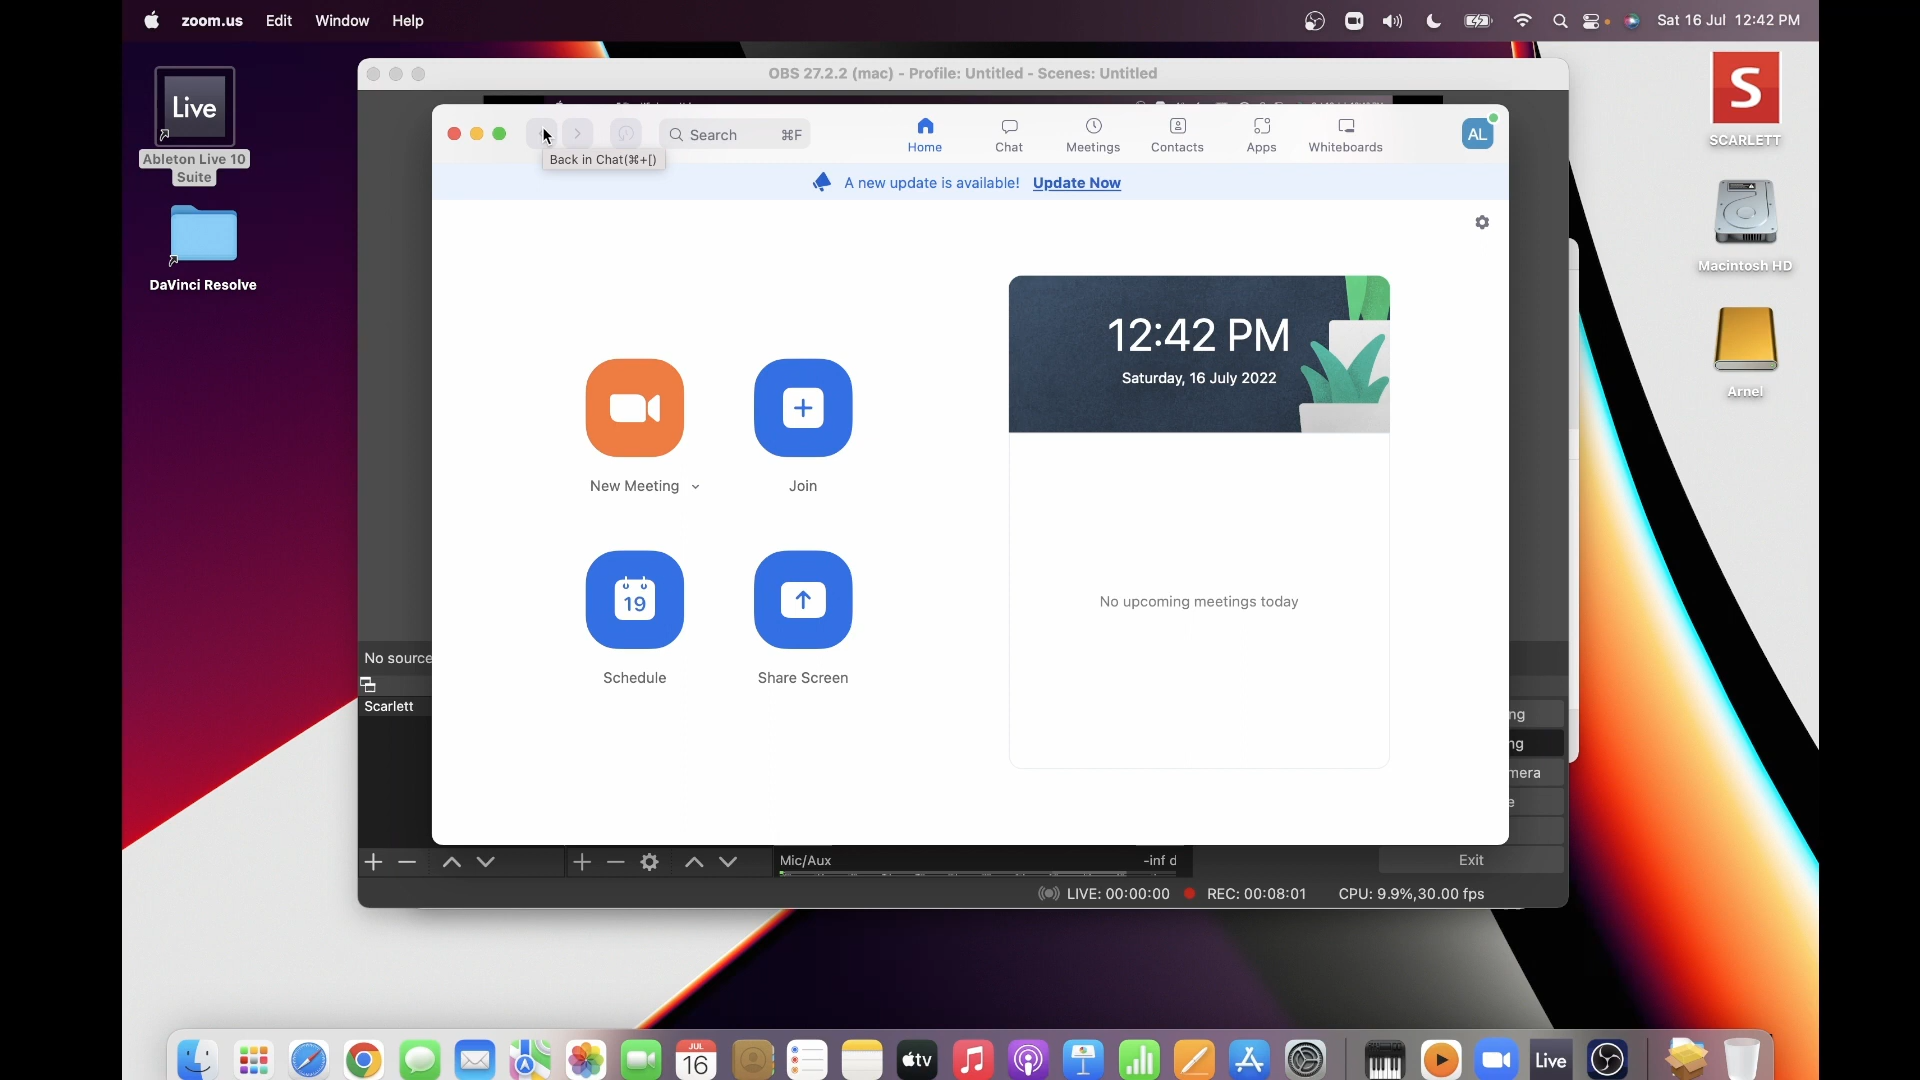 zoom.us Edit Window Help
Sat 16 Jul 12:42 PM
OBS 27.2.2 (mac) - Profile: Untitled - Scenes: Untitled
Live
Ableton Live 10
Suite
DaVinci Resolve
S
SCARLETT
Macintosh HD
Arnel
Search ⌘F
Home
Chat
Meetings
Contacts
Apps
Whiteboards
AL
Back in Chat(⌘+[)
A new update is available! Update Now
12:42 PM
Saturday, 16 July 2022
New Meeting
Join
19
Schedule
Share Screen
No upcoming meetings today
No source
Scarlett
ng
ng
mera
e
Exit
Mic/Aux
-inf d
LIVE: 00:00:00
REC: 00:08:01
CPU: 9.9%,30.00 fps
JUL
16
tv
Live